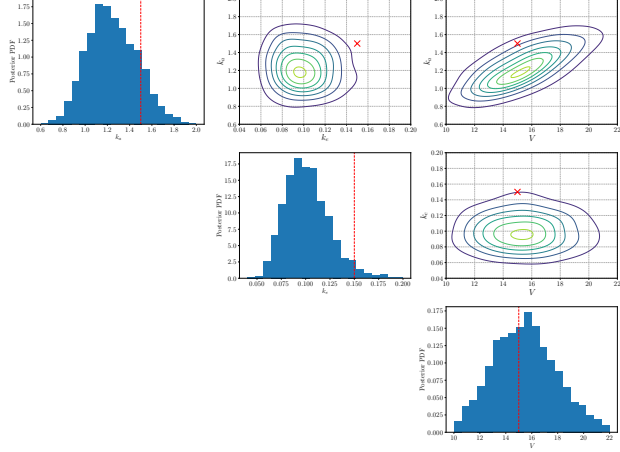 1.75
1.50
1.25
1.00
0.75
0.50
0.25
0.00
Posterior PDF
0.6 0.8 1.0 1.2 1.4 1.6 1.8 2.0
k_a
2.0
1.8
1.6
1.4
1.2
1.0
0.8
0.6
k_a
0.04 0.06 0.08 0.10 0.12 0.14 0.16 0.18 0.20
k_e
2.0
1.8
1.6
1.4
1.2
1.0
0.8
0.6
k_a
10 12 14 16 18 20 22
V
17.5
15.0
12.5
10.0
7.5
5.0
2.5
0.0
Posterior PDF
0.050 0.075 0.100 0.125 0.150 0.175 0.200
k_e
0.20
0.18
0.16
0.14
0.12
0.10
0.08
0.06
0.04
k_e
10 12 14 16 18 20 22
V
0.175
0.150
0.125
0.100
0.075
0.050
0.025
0.000
Posterior PDF
10 12 14 16 18 20 22
V